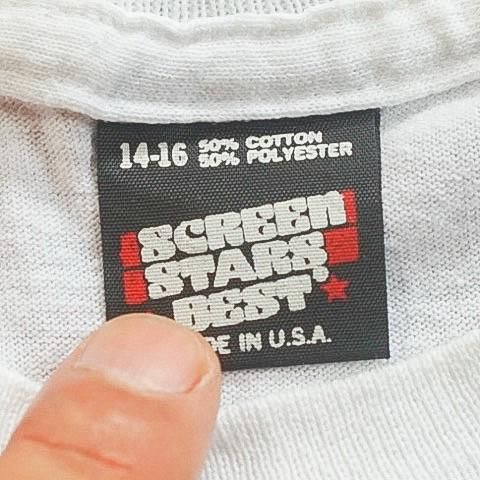 14-16 50% COTTON
50% POLYESTER
SCREEN
STARS
BEST
DE IN U.S.A.